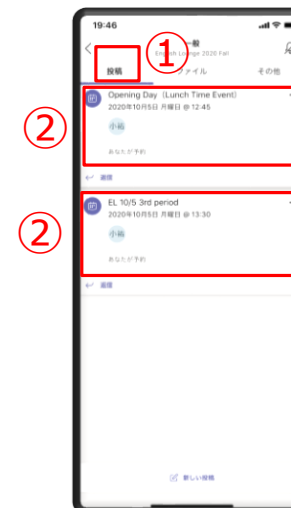 19:46
①
一般
English Lounge 2020 Fall
投稿
ファイル
その他
②
Opening Day (Lunch Time Event)
2020年10月5日 月曜日 @ 12:45
小嶋
あなたが予約
返信
②
EL 10/5 3rd period
2020年10月5日 月曜日 @ 13:30
小嶋
あなたが予約
返信
新しい投稿